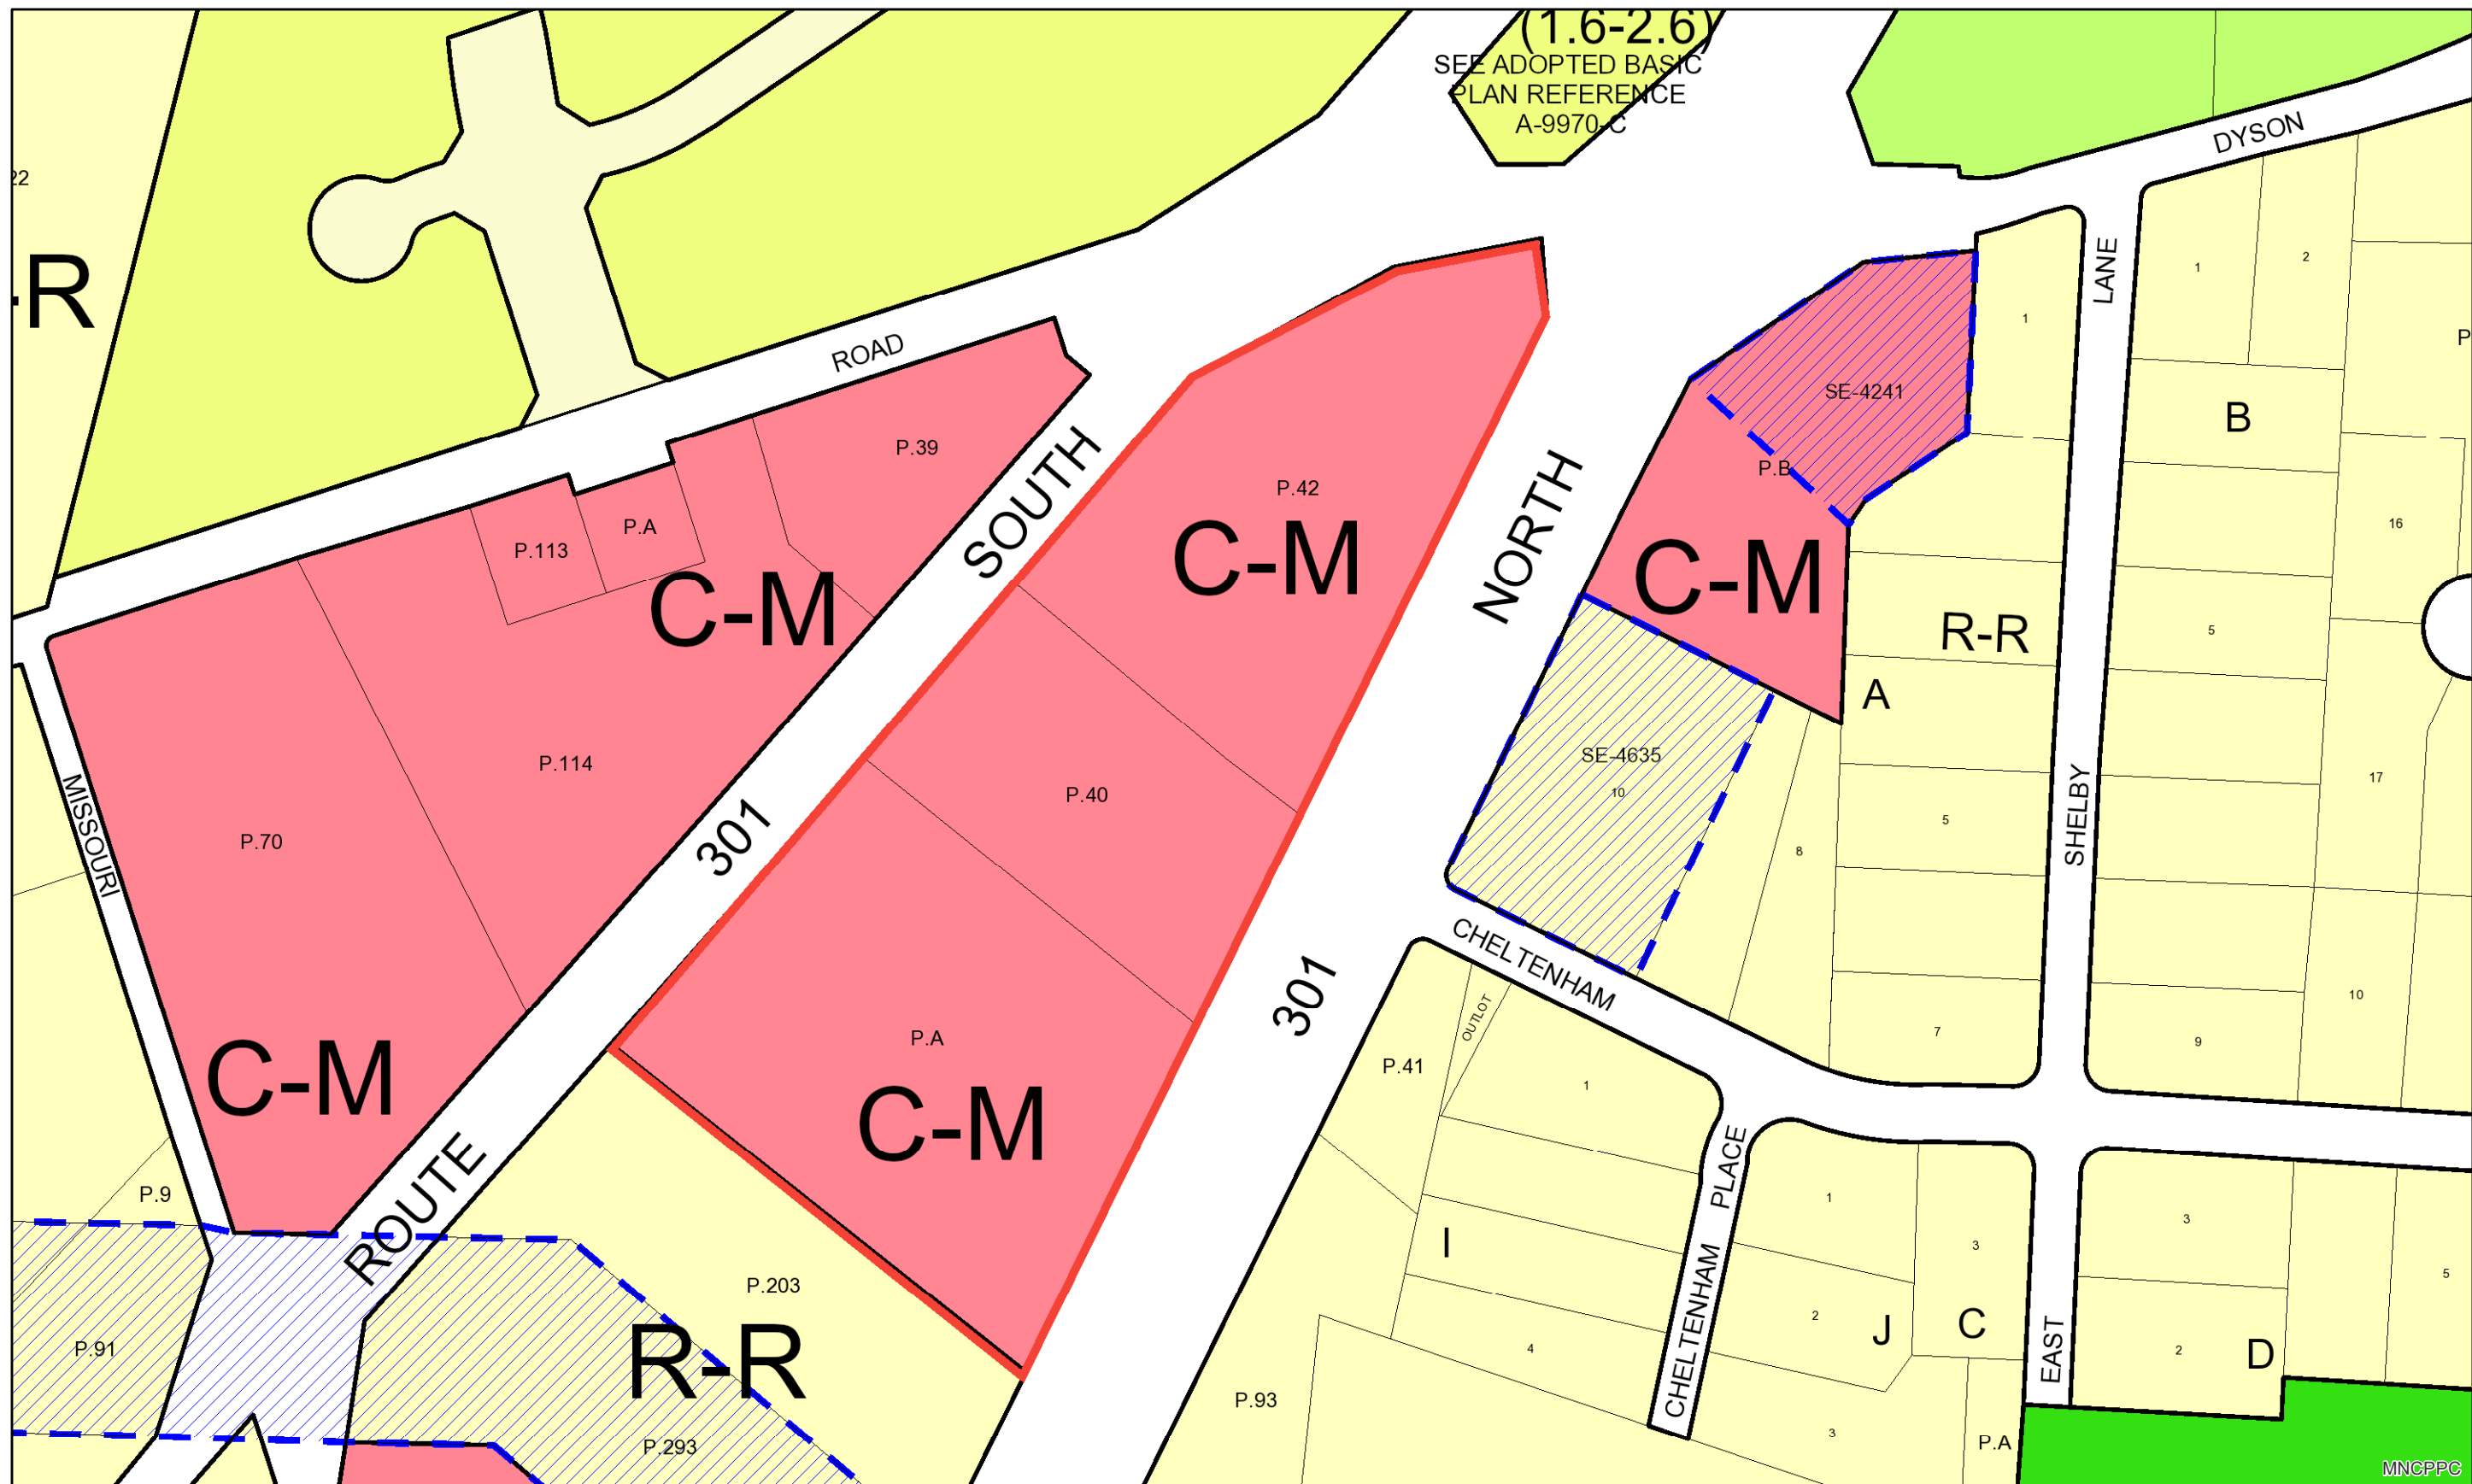 (1.6-2.6)
SEE ADOPTED BASIC
PLAN REFERENCE
A-9970-C
DYSON
22
-R
LANE
1
2
1
P
ROAD
SE-4241
B
P.39
P.B
SOUTH
P.42
NORTH
C-M
C-M
C-M
P.113
P.A
16
R-R
5
A
P.114
SE-4635
10
17
P.40
MISSOURI
P.70
301
SHELBY
5
8
CHELTENHAM
301
OUTLOT
10
7
9
P.A
C-M
C-M
P.41
1
ROUTE
PLACE
P.9
1
3
3
I
5
P.203
R-R
CHELTENHAM
2
J
C
EAST
4
2
D
P.91
P.93
P.293
3
P.A
MNCPPC